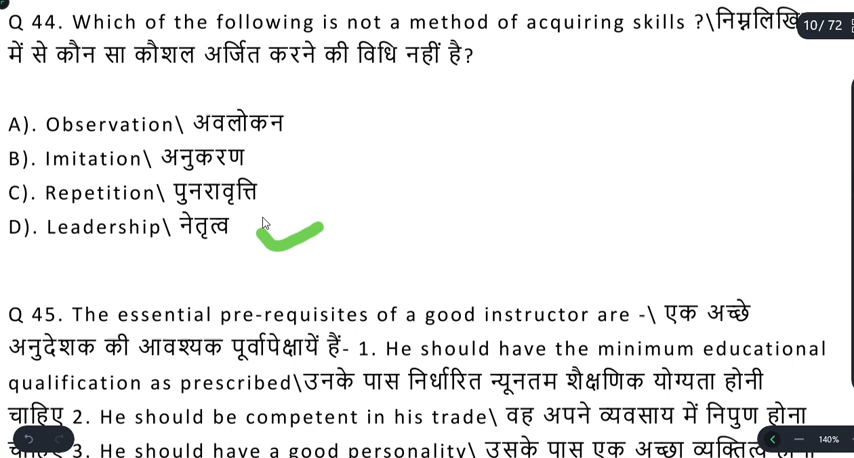 Q 44. Which of the following is not a method of acquiring skills ?\निम्नलिखि
10/ 72
में से कौन सा कौशल अर्जित करने की विधि नहीं है?
A). Observation\ अवलोकन
B). Imitation\ अनुकरण
C). Repetition\ पुनरावृत्ति
D). Leadership\ नेतृत्व
Q 45. The essential pre-requisites of a good instructor are -\ एक अच्छे
अनुदेशक की आवश्यक पूर्वापेक्षायें हैं- 1. He should have the minimum educational
qualification as prescribed\उनके पास निर्धारित न्यूनतम शैक्षणिक योग्यता होनी
चाहिए 2. He should be competent in his trade\ वह अपने व्यवसाय में निपुण होना
3. He should have a good personality\ उसके पास एक अच्छा व्यक्तित्व
140%